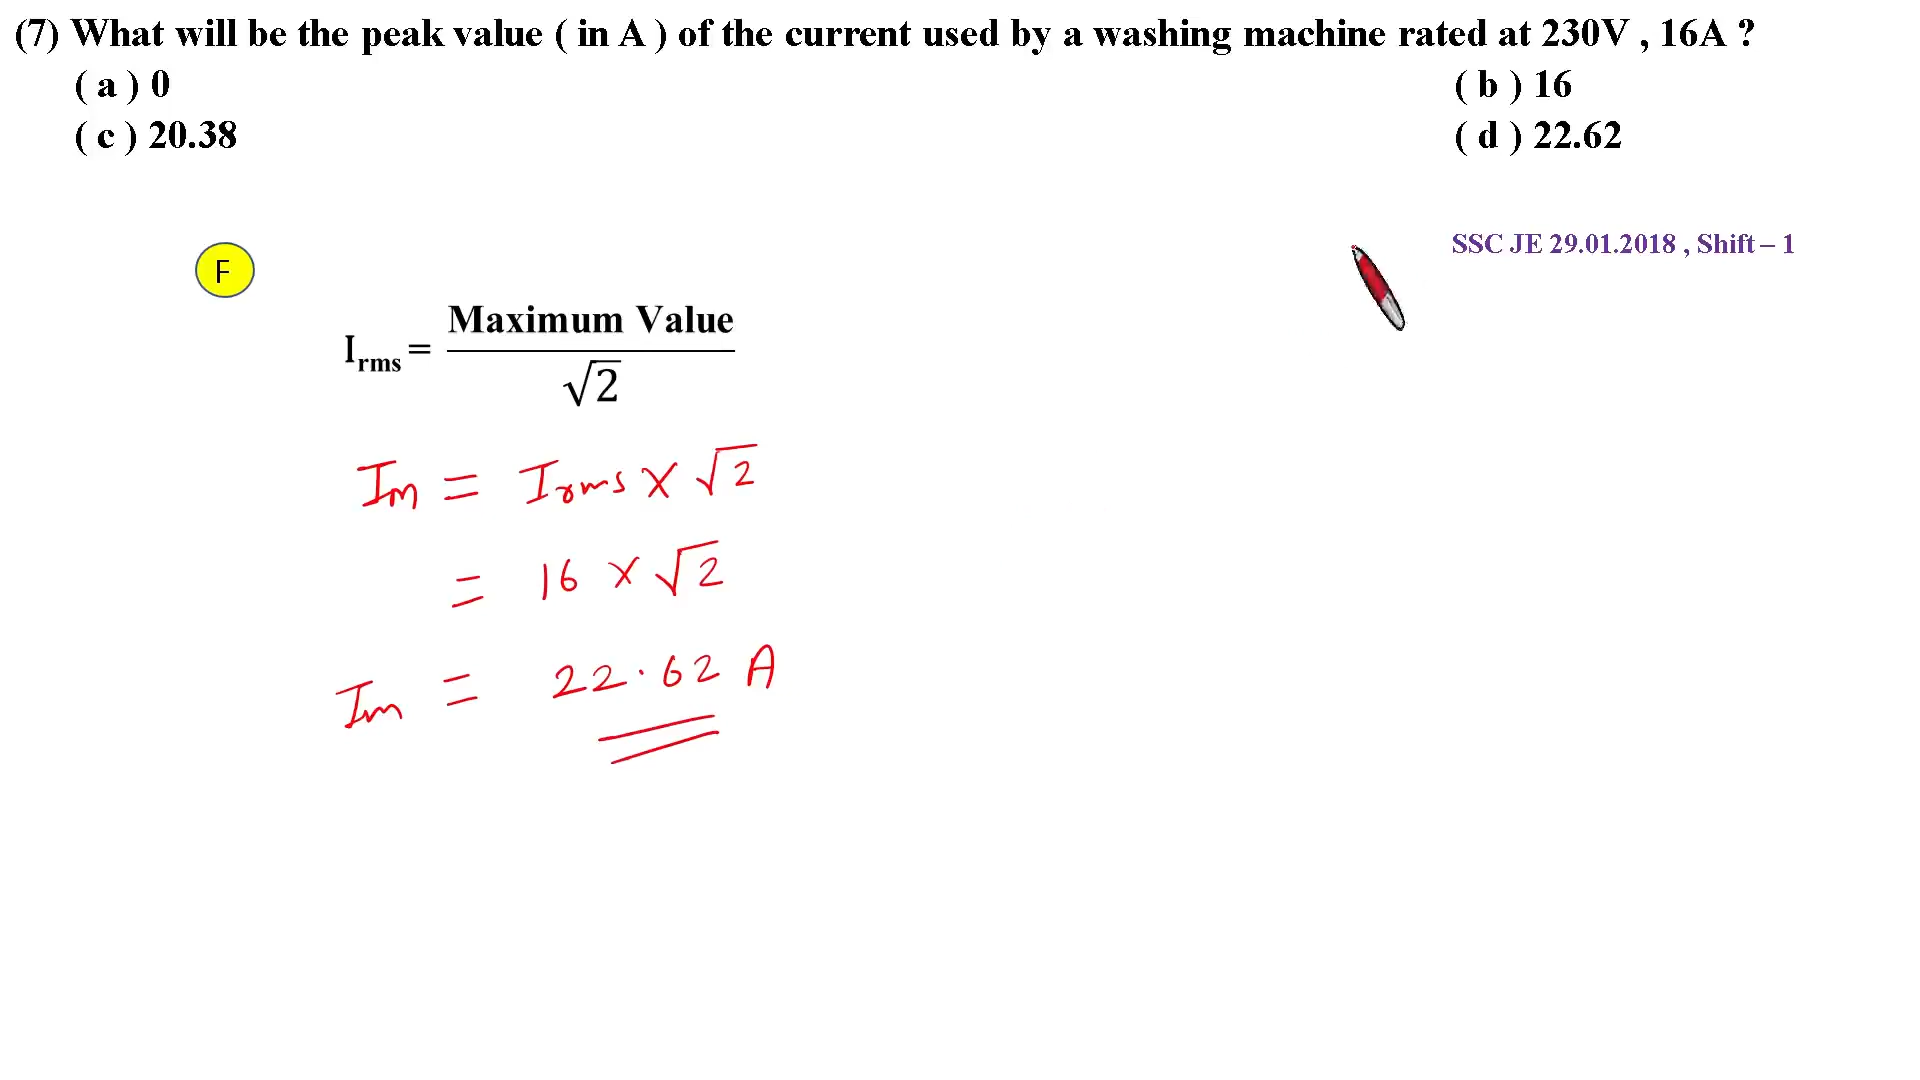 (7) What will be the peak value ( in A ) of the current used by a washing machine rated at 230V , 16A ?
( a ) 0 ( b ) 16
( c ) 20.38 ( d ) 22.62
SSC JE 29.01.2018 , Shift – 1
F
Irms = Maximum Value / √2
Im = Irms × √2
= 16 × √2
Im = 22.62 A